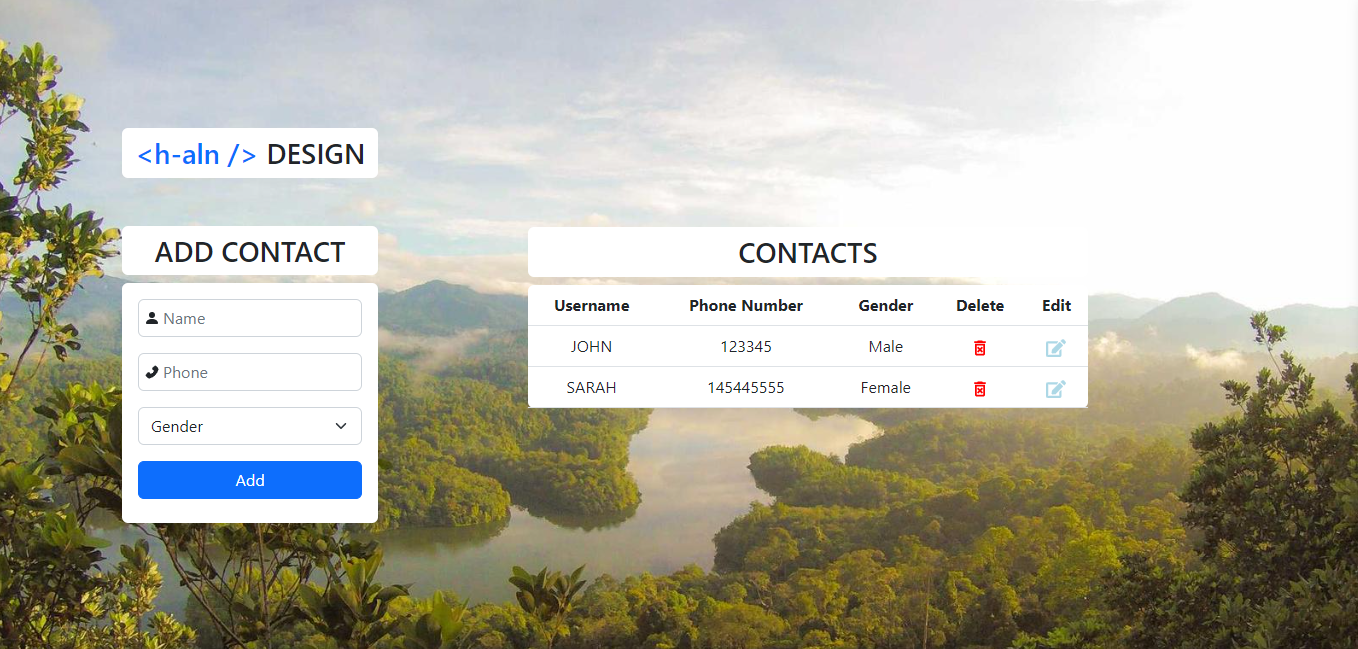 <h-aln /> DESIGN
ADD CONTACT
Name
Phone
Gender
Add
CONTACTS
Username Phone Number Gender Delete Edit
JOHN 123345 Male
SARAH 145445555 Female